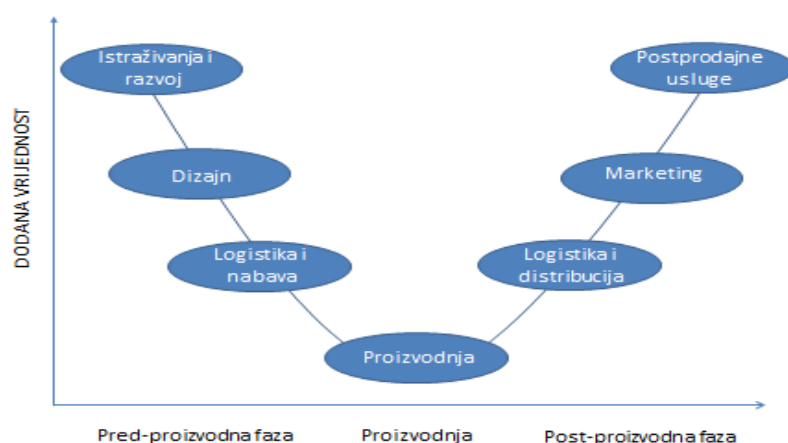 Istraživanja i
razvoj
Postprodajne
usluge
Dizajn
Marketing
Logistika i
nabava
Logistika i
distribucija
Proizvodnja
DODANA VRIJEDNOST
Pred-proizvodna faza
Proizvodnja
Post-proizvodna faza